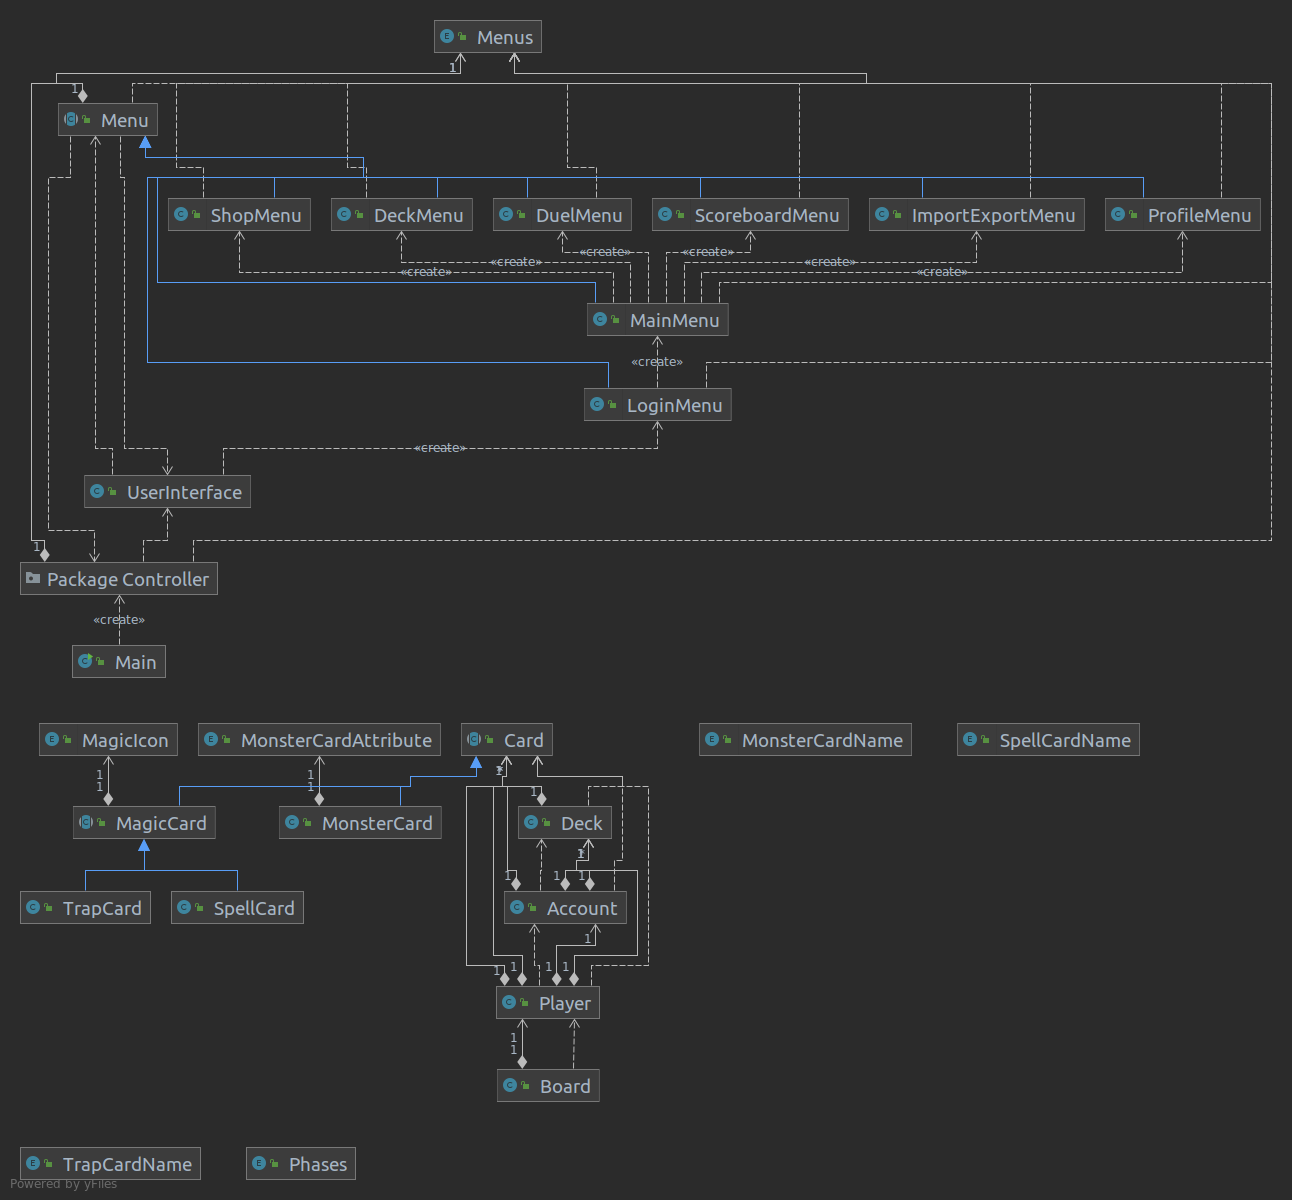 Menus
1
1
Menu
ShopMenu
DeckMenu
DuelMenu
ScoreboardMenu
ImportExportMenu
ProfileMenu
«create»
«create»
«create»
«create»
«create»
«create»
MainMenu
«create»
LoginMenu
«create»
UserInterface
1
Package Controller
«create»
Main
MagicIcon
MonsterCardAttribute
Card
MonsterCardName
SpellCardName
1
1
1
1
1
1
MagicCard
MonsterCard
Deck
1
1
1
1
TrapCard
SpellCard
Account
1
1
1
1
1
Player
1
1
Board
TrapCardName
Phases
Powered by yFiles